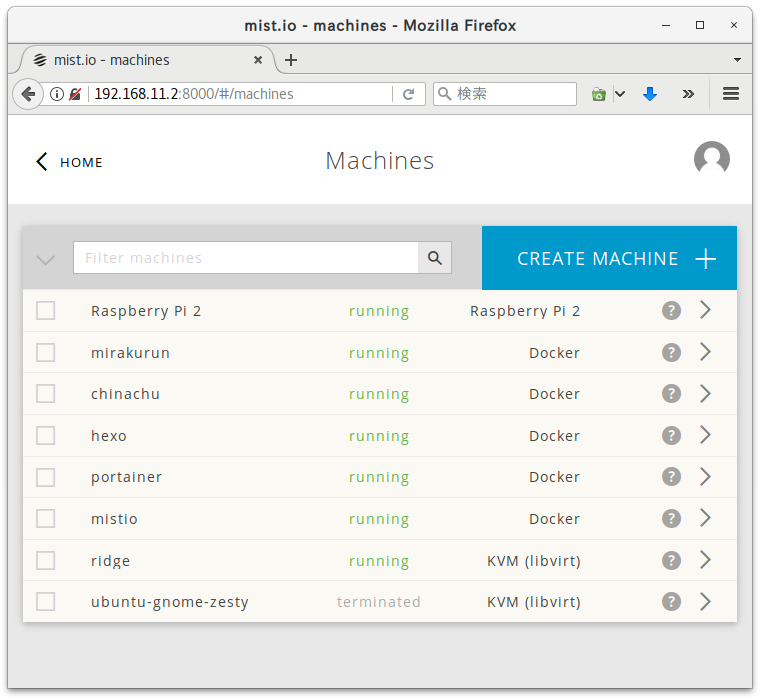 mist.io - machines - Mozilla Firefox
mist.io - machines
192.168.11.2:8000/#/machines
検索
HOME
Machines
Filter machines
CREATE MACHINE
Raspberry Pi 2 running Raspberry Pi 2 ?
mirakurun running Docker ?
chinachu running Docker ?
hexo running Docker ?
portainer running Docker ?
mistio running Docker ?
ridge running KVM (libvirt) ?
ubuntu-gnome-zesty terminated KVM (libvirt) ?